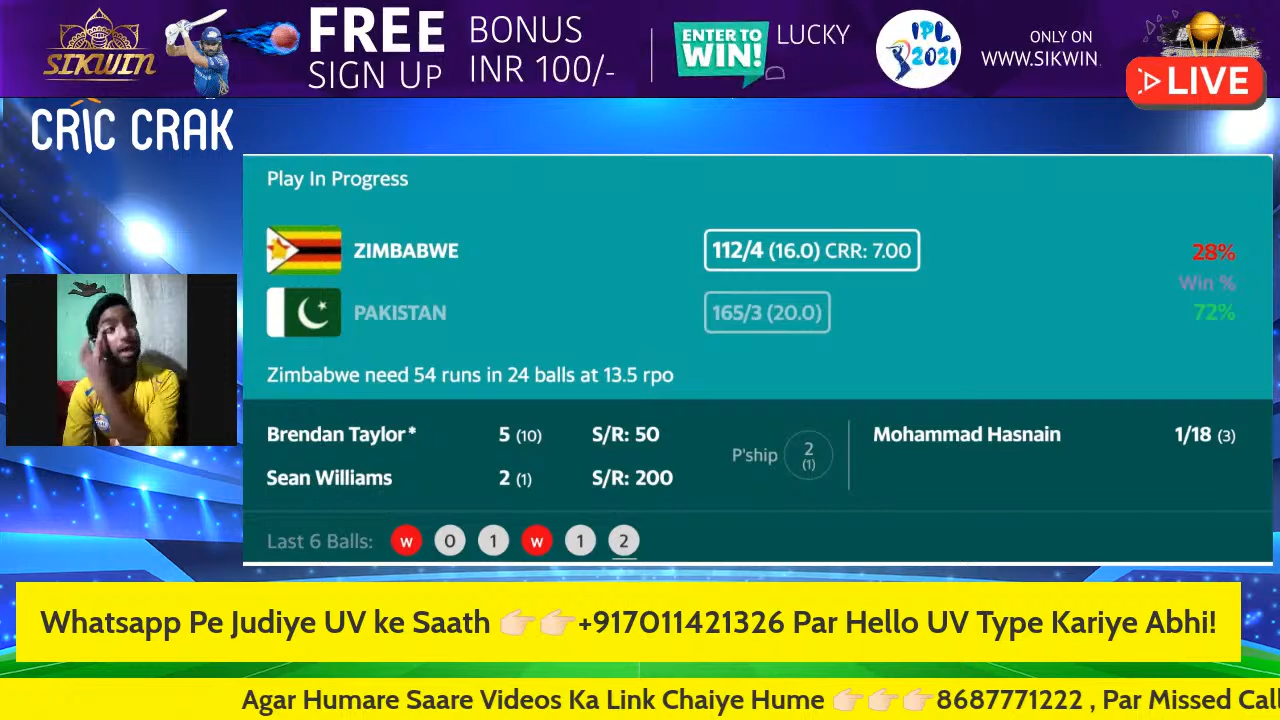 SIKWIN
FREE
SIGN UP
BONUS
INR 100/-
ENTER TO
WIN!
LUCKY
D
IPL
2021
ONLY ON
WWW.SIKWIN
LIVE
CRIC CRAK
Play In Progress
ZIMBABWE 112/4 (16.0) CRR: 7.00 28%
Win %
PAKISTAN 165/3 (20.0) 72%
Zimbabwe need 54 runs in 24 balls at 13.5 rpo
Brendan Taylor* 5 (10) S/R: 50
Sean Williams 2 (1) S/R: 200
P'ship 2
(1)
Mohammad Hasnain 1/18 (3)
Last 6 Balls: w 0 1 w 1 2
Whatsapp Pe Judiye UV ke Saath 👉🏻👉🏻+917011421326 Par Hello UV Type Kariye Abhi!
Agar Humare Saare Videos Ka Link Chaiye Hume 👉🏻👉🏻👉🏻8687771222 , Par Missed Call